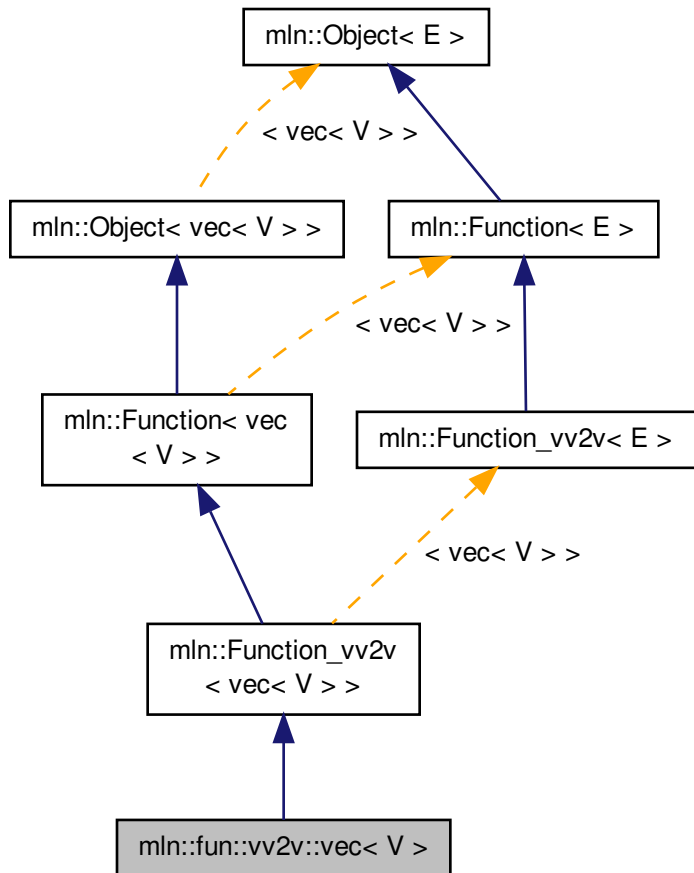 mln::Object< E >
< vec< V > >
mln::Object< vec< V > >
mln::Function< E >
< vec< V > >
mln::Function< vec
< V > >
mln::Function_vv2v< E >
< vec< V > >
mln::Function_vv2v
< vec< V > >
mln::fun::vv2v::vec< V >